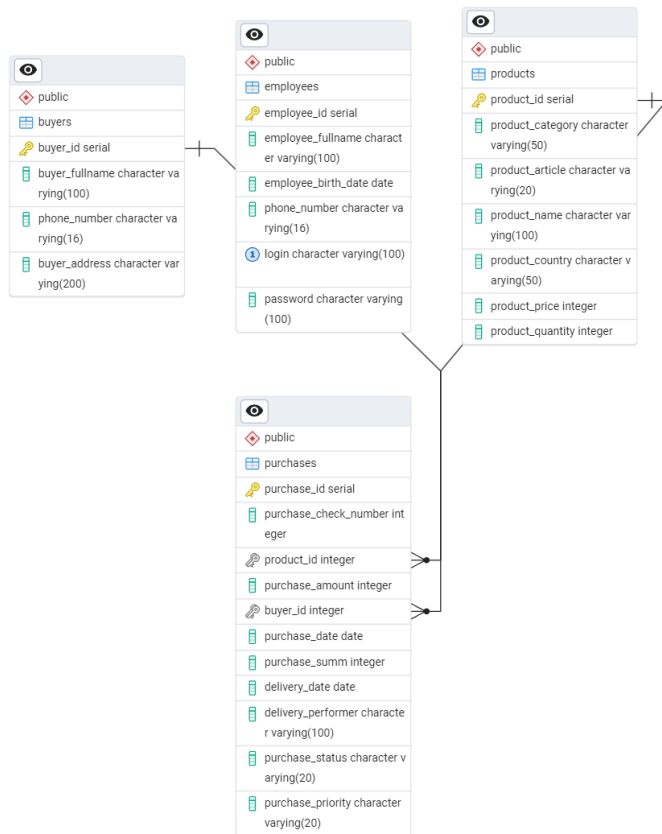 public
buyers
buyer_id serial
buyer_fullname character va
rying(100)
phone_number character va
rying(16)
buyer_address character var
ying(200)
public
employees
employee_id serial
employee_fullname charact
er varying(100)
employee_birth_date date
phone_number character va
rying(16)
1 login character varying(100)
password character varying
(100)
public
products
product_id serial
product_category character
varying(50)
product_article character va
rying(20)
product_name character var
ying(100)
product_country character v
arying(50)
product_price integer
product_quantity integer
public
purchases
purchase_id serial
purchase_check_number int
eger
product_id integer
purchase_amount integer
buyer_id integer
purchase_date date
purchase_summ integer
delivery_date date
delivery_performer characte
r varying(100)
purchase_status character v
arying(20)
purchase_priority character
varying(20)